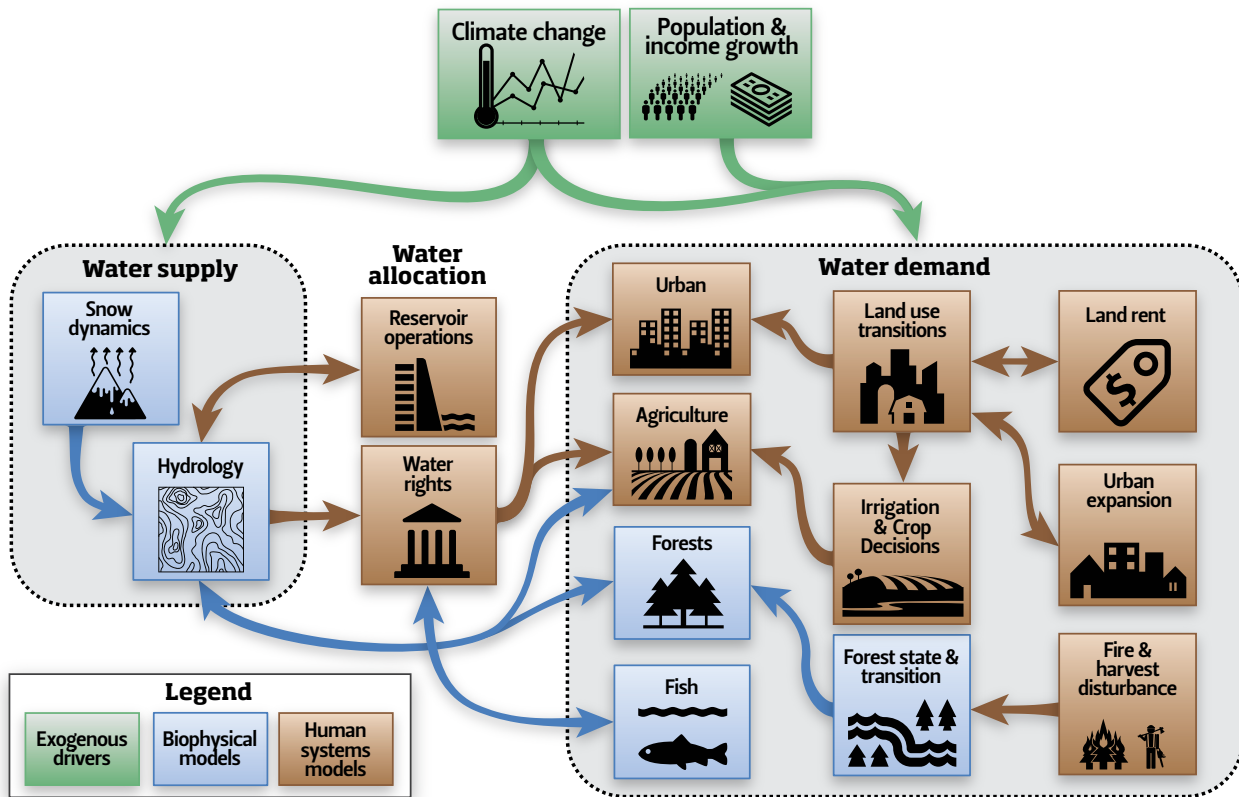 Climate change
Population &
income growth
Water supply
Snow
dynamics
Hydrology
Water
allocation
Reservoir
operations
Water
rights
Water demand
Urban
Agriculture
Forests
Fish
Land use
transitions
Irrigation
& Crop
Decisions
Forest state &
transition
Land rent
$
Urban
expansion
Fire &
harvest
disturbance
Legend
Exogenous
drivers
Biophysical
models
Human
systems
models